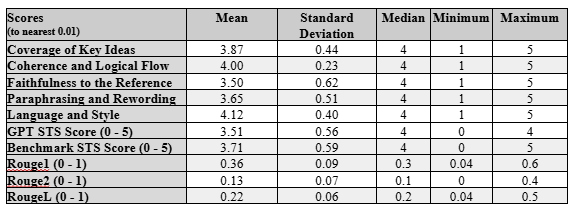 Scores Mean Standard Median Minimum Maximum
(to nearest 0.01) Deviation
Coverage of Key Ideas 3.87 0.44 4 1 5
Coherence and Logical Flow 4.00 0.23 4 1 5
Faithfulness to the Reference 3.50 0.62 4 1 5
Paraphrasing and Rewording 3.65 0.51 4 1 5
Language and Style 4.12 0.40 4 1 5
GPT STS Score (0 - 5) 3.51 0.56 4 0 4
Benchmark STS Score (0 - 5) 3.71 0.59 4 0 5
Rouge1 (0 - 1) 0.36 0.09 0.3 0.04 0.6
Rouge2 (0 - 1) 0.13 0.07 0.1 0 0.4
RougeL (0 - 1) 0.22 0.06 0.2 0.04 0.5